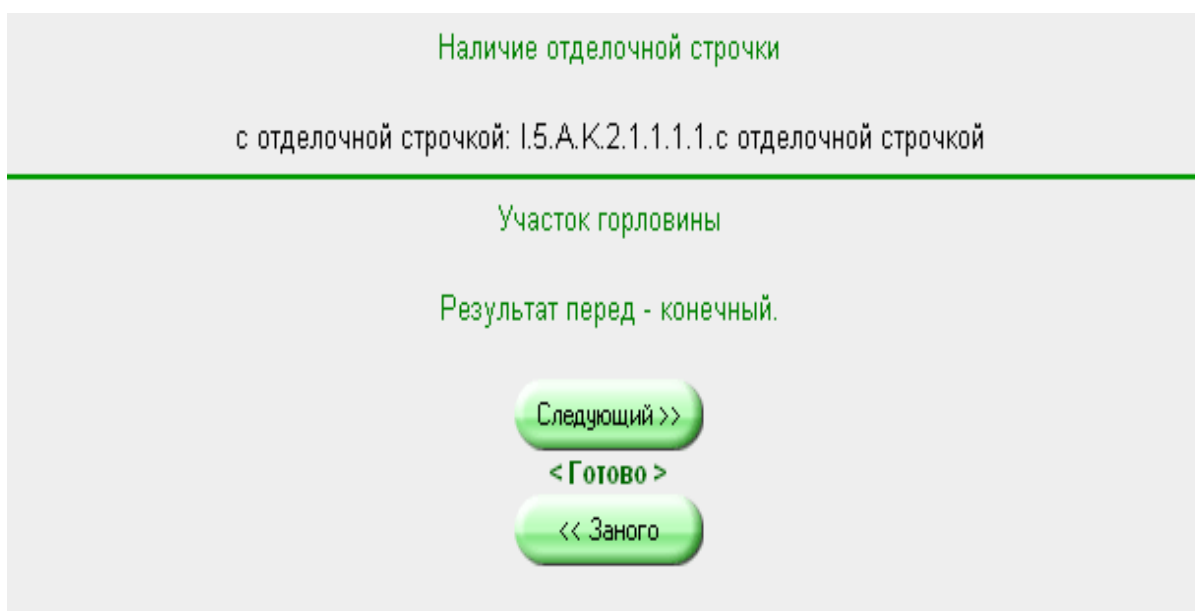 Наличие отделочной строчки
с отделочной строчкой: I.5.A.K.2.1.1.1.1.с отделочной строчкой
Участок горловины
Результат перед - конечный.
Следующий >>
< Готово >
<< Заного